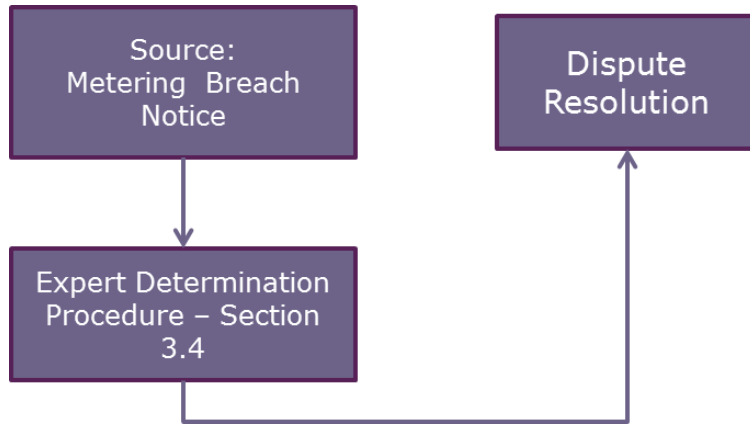 Source:
Metering  Breach
Notice
Dispute
Resolution
Expert Determination
Procedure – Section
3.4